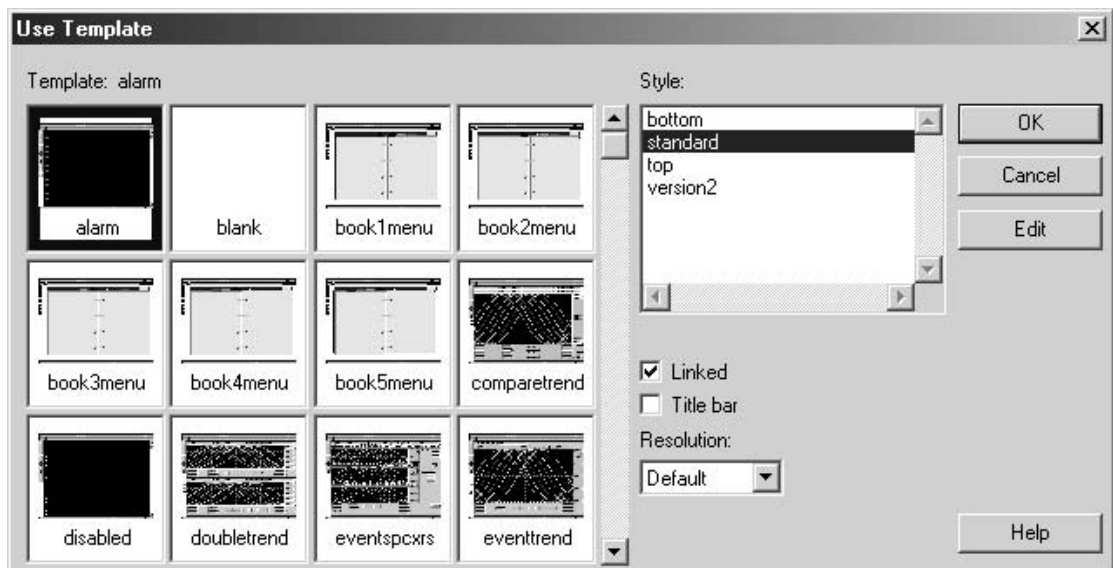 Use Template
Template: alarm
alarm
blank
book1menu
book2menu
book3menu
book4menu
book5menu
comparetrend
disabled
doubletrend
eventspcxrs
eventtrend
Style:
bottom
standard
top
version2
Linked
Title bar
Resolution:
Default
OK
Cancel
Edit
Help